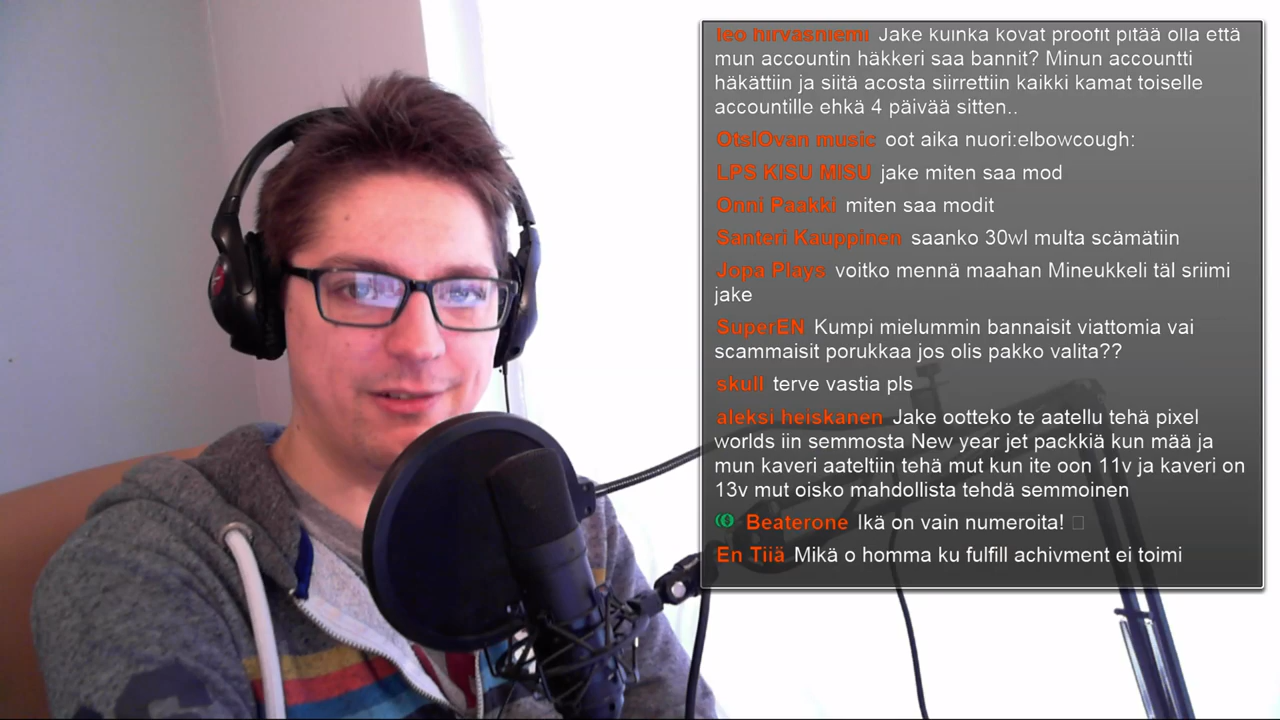 leo hirvasniemi Jake kuinka kovat proofit pitää olla että
mun accountin häkkeri saa bannit? Minun accountti
häkättiin ja siitä acosta siirrettiin kaikki kamat toiselle
accountille ehkä 4 päivää sitten..
OtsIOvan music oot aika nuori:elbowcough:
LPS KISU MISU jake miten saa mod
Onni Paakki miten saa modit
Santeri Kauppinen saanko 30wl multa scämätiin
Jopa Plays voitko mennä maahan Mineukkeli täl sriimi
jake
SuperEN Kumpi mielummin bannaisit viattomia vai
scammaisit porukkaa jos olis pakko valita??
skull terve vastia pls
aleksi heiskanen Jake ootteko te aatellu tehä pixel
worlds iin semmosta New year jet packkiä kun mää ja
mun kaveri aateltiin tehä mut kun ite oon 11v ja kaveri on
13v mut oisko mahdollista tehdä semmoinen
Beaterone Ikä on vain numeroita!
En Tiiä Mikä o homma ku fulfill achivment ei toimi